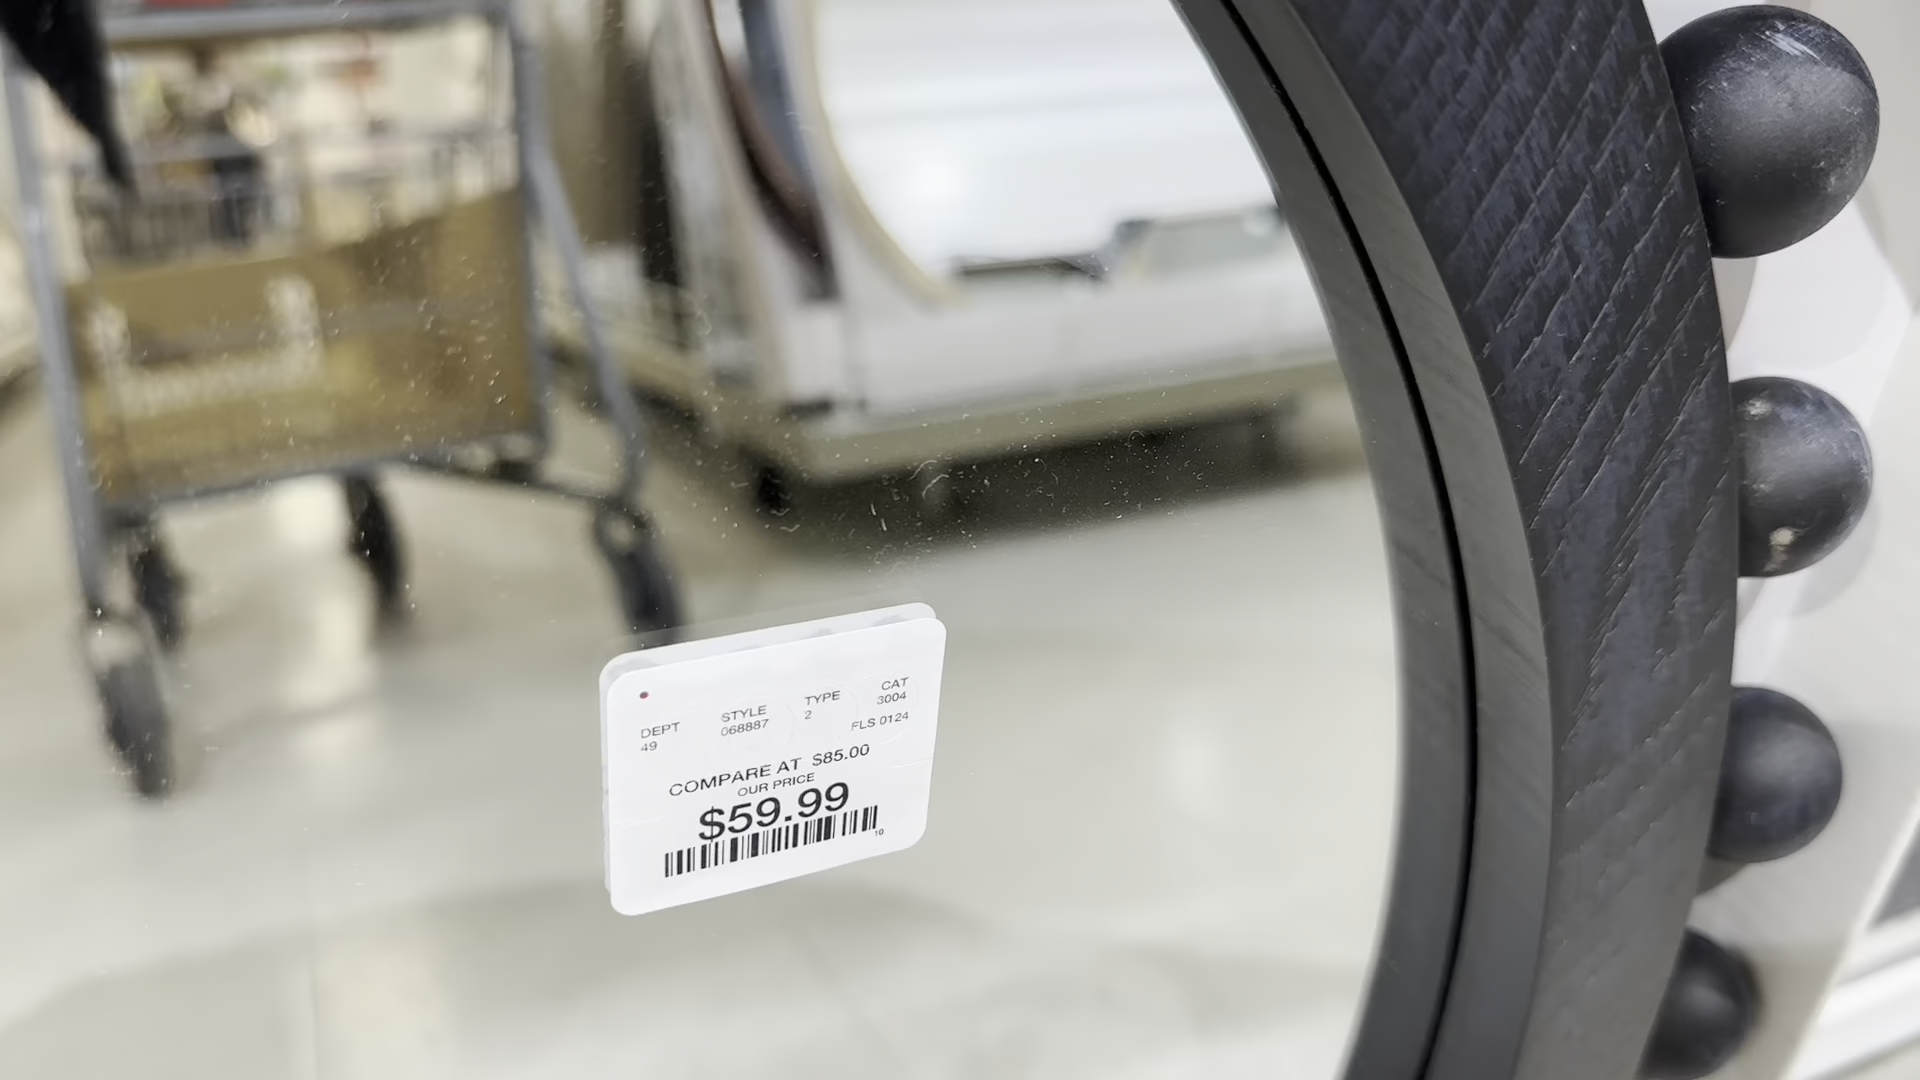 DEPT STYLE TYPE CAT
49 068887 2 3004
FLS 0124
COMPARE AT $85.00
OUR PRICE
$59.99
10